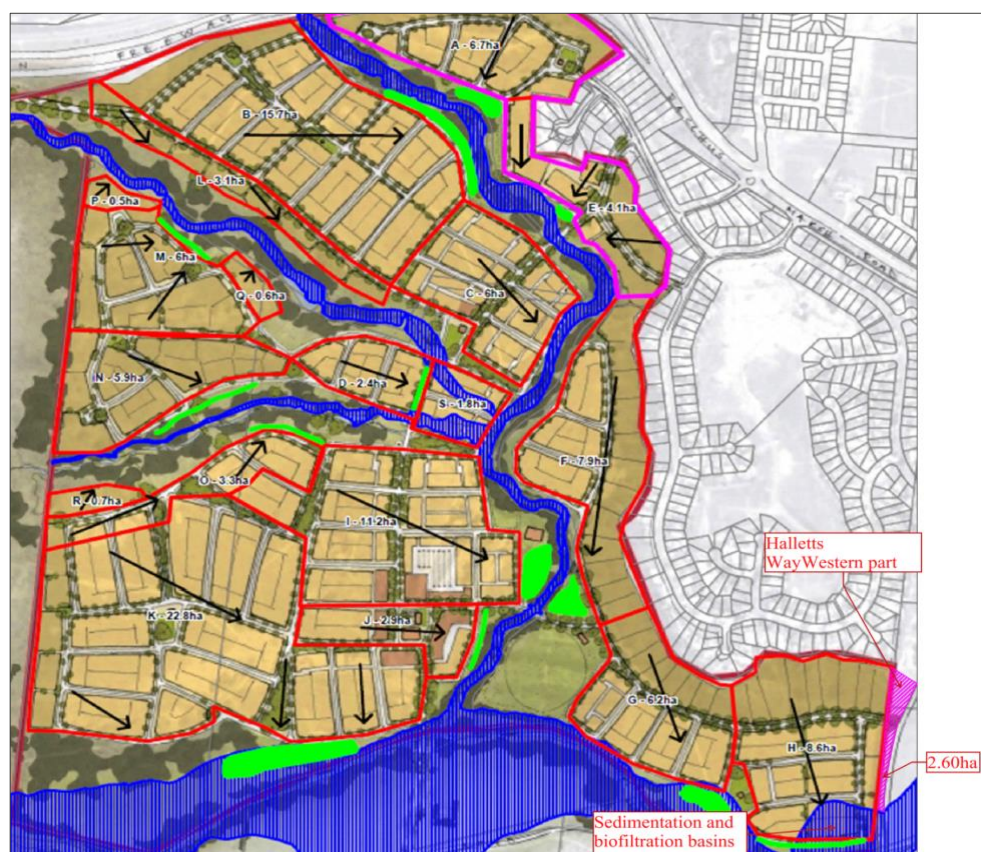 FREEWAY
A - 6.7ha
B - 15.7ha
L - 3.1ha
P - 0.5ha
E - 4.1ha
M - 6ha
Q - 0.6ha
C - 6ha
N - 5.9ha
D - 2.4ha
S - 1.8ha
F - 7.9ha
O - 3.3ha
R - 0.7ha
I - 11.2ha
Halletts
WayWestern part
K - 22.8ha
J - 2.9ha
G - 6.2ha
H - 8.6ha
2.60ha
Sedimentation and
biofiltration basins